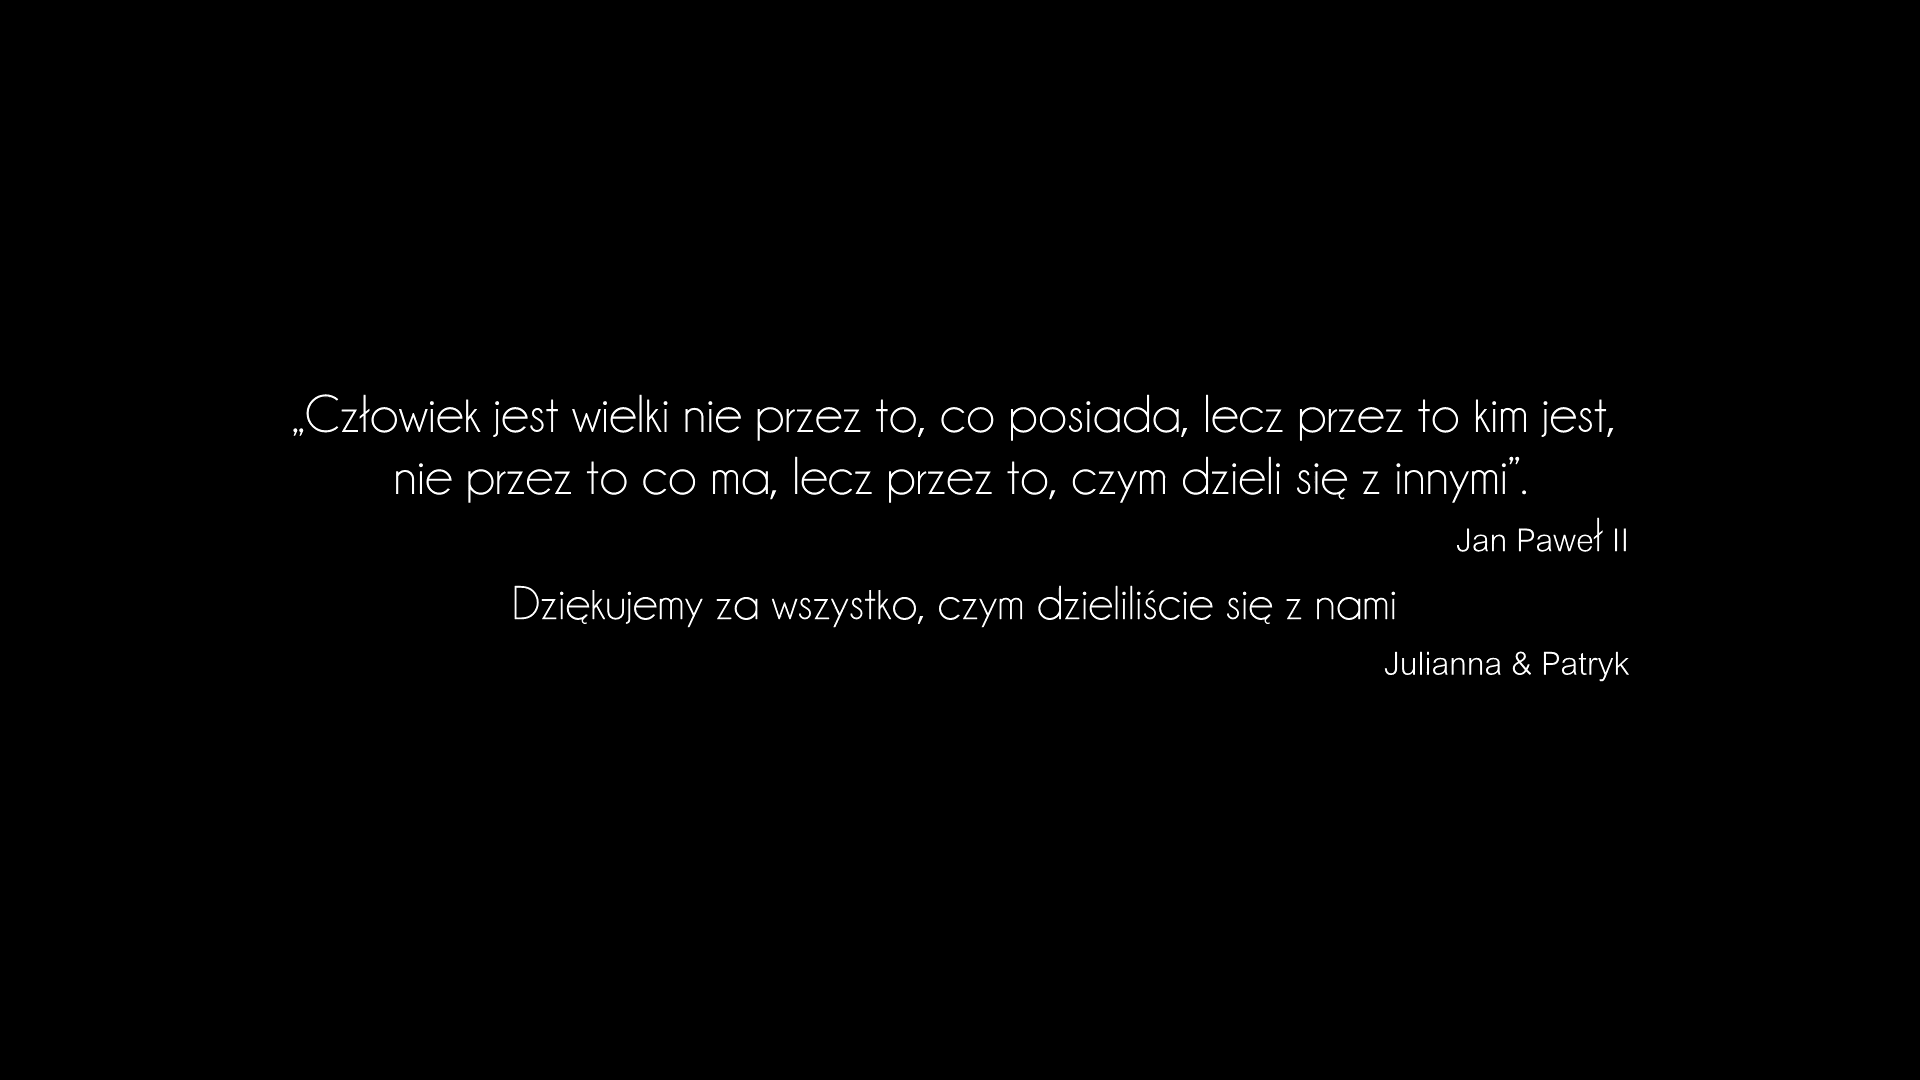 „Człowiek jest wielki nie przez to, co posiada, lecz przez to kim jest,
nie przez to co ma, lecz przez to, czym dzieli się z innymi”.
Jan Paweł II
Dziękujemy za wszystko, czym dzieliliście się z nami
Julianna & Patryk